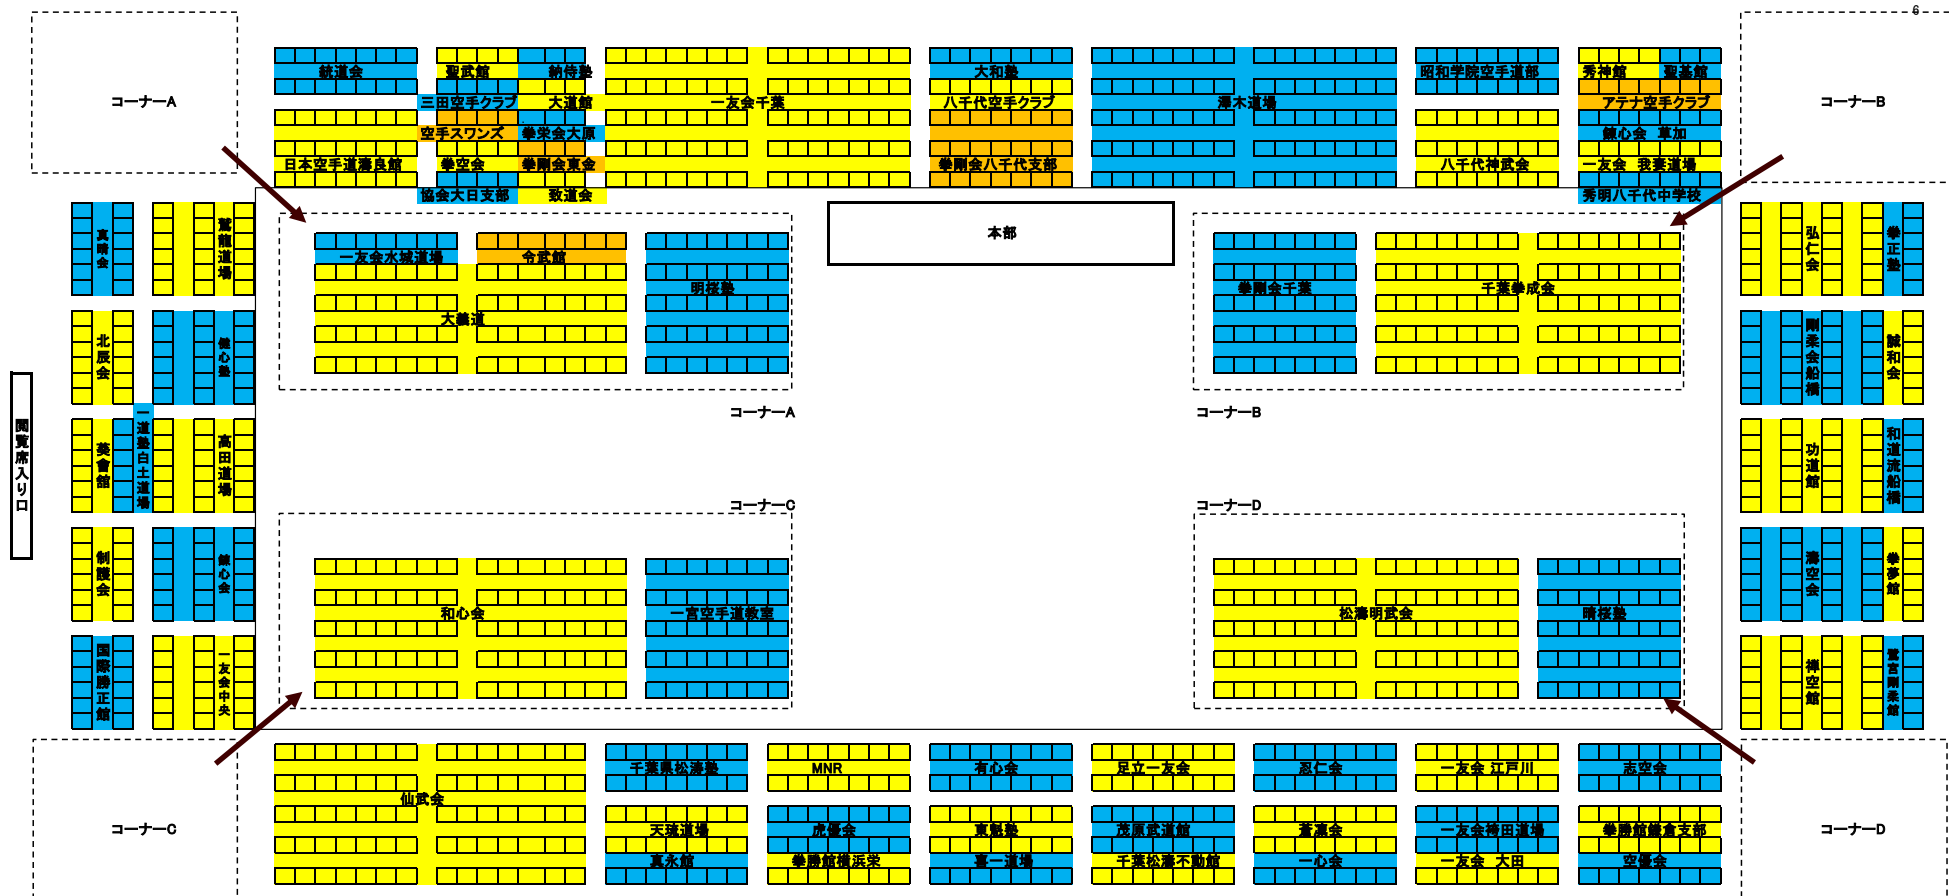 6
統道会
聖武館
納侍塾
大和塾
昭和学院空手道部
秀神館
聖基館
コーナーA
三田空手クラブ
大道館
一友会千葉
八千代空手クラブ
澤木道場
アテナ空手クラブ
コーナーB
空手スワンズ
拳栄会大原
錬心会 草加
日本空手道濤良館
拳空会
拳剛会東金
拳剛会八千代支部
八千代神武会
一友会 我妻道場
協会大日支部
致道会
秀明八千代中学校
真晴会
鷲龍道場
本部
弘仁会
拳正塾
一友会水城道場
令武館
明桜塾
拳剛会千葉
千葉拳成会
大義道
北辰会
健心塾
剛柔会船橋
誠和会
コーナーA
コーナーB
閲覧席入り口
葵會館
一道塾白土道場
高田道場
功道館
和道流船橋
コーナーC
コーナーD
制護会
錬心会
濤空会
拳夢館
和心会
一宮空手道教室
松濤明武会
晴桜塾
国際勝正館
一友会中央
禅空館
鷲宮剛柔館
千葉県松濤塾
MNR
有心会
足立一友会
忍仁会
一友会 江戸川
志空会
仙武会
コーナーC
天琉道場
虎優会
東魁塾
茂原武道館
蒼凛会
一友会袴田道場
拳勝館鎌倉支部
コーナーD
真永館
拳勝館横浜栄
喜一道場
千葉松濤不動館
一心会
一友会 大田
空優会